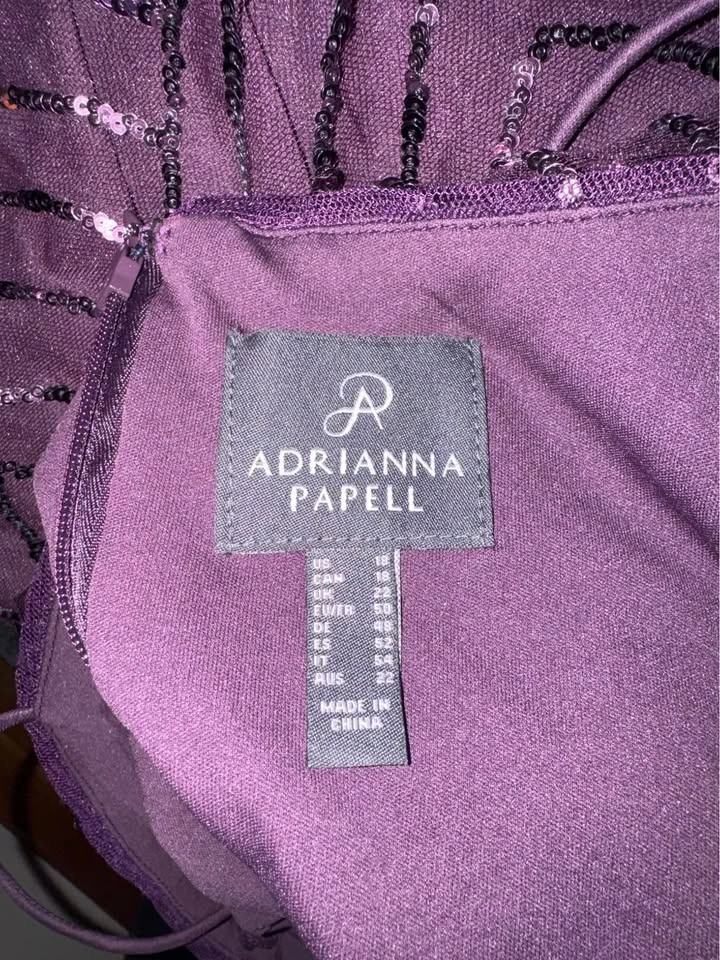 ADRIANNA
PAPELL
US 18
CAN 18
UK 22
EU/FR 50
DE 48
ES 52
IT 54
AUS 22
MADE IN
CHINA